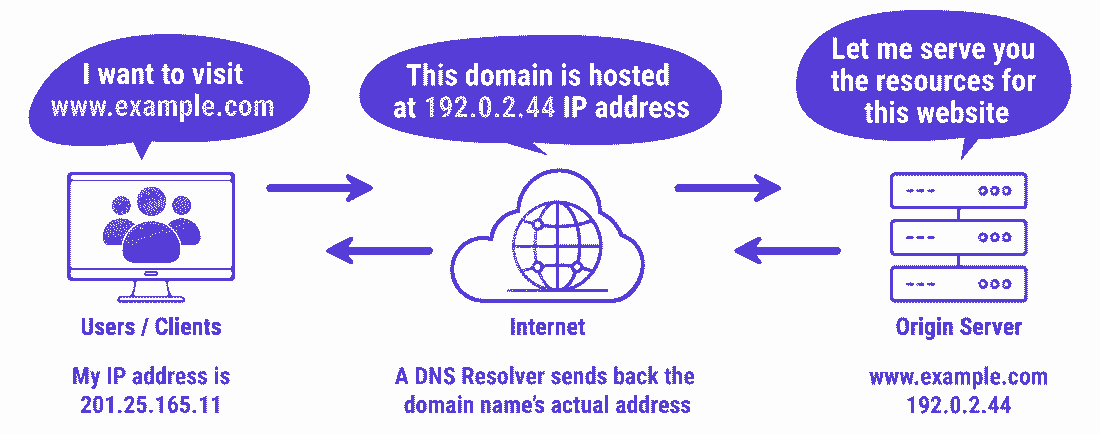 I want to visit
www.example.com
This domain is hosted
at 192.0.2.44 IP address
Let me serve you
the resources for
this website
Users / Clients
Internet
Origin Server
My IP address is
201.25.165.11
A DNS Resolver sends back the
domain name's actual address
www.example.com
192.0.2.44